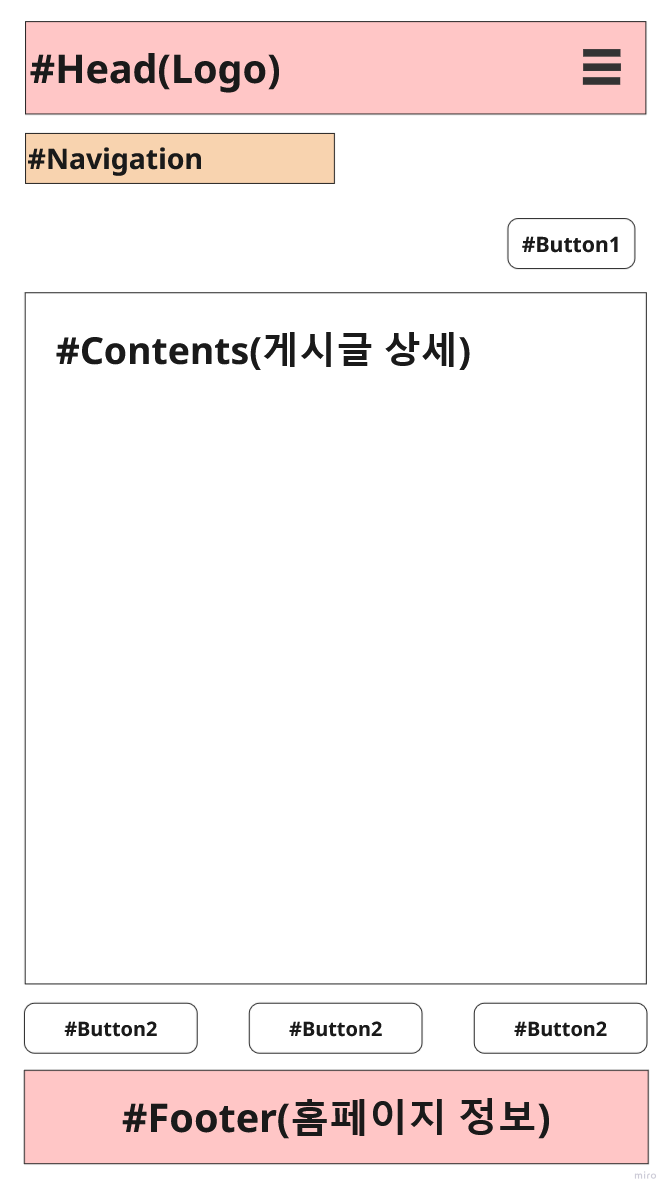 #Head(Logo)
#Navigation
#Button1
#Contents(게시글 상세)
#Button2
#Button2
#Button2
#Footer(홈페이지 정보)
miro